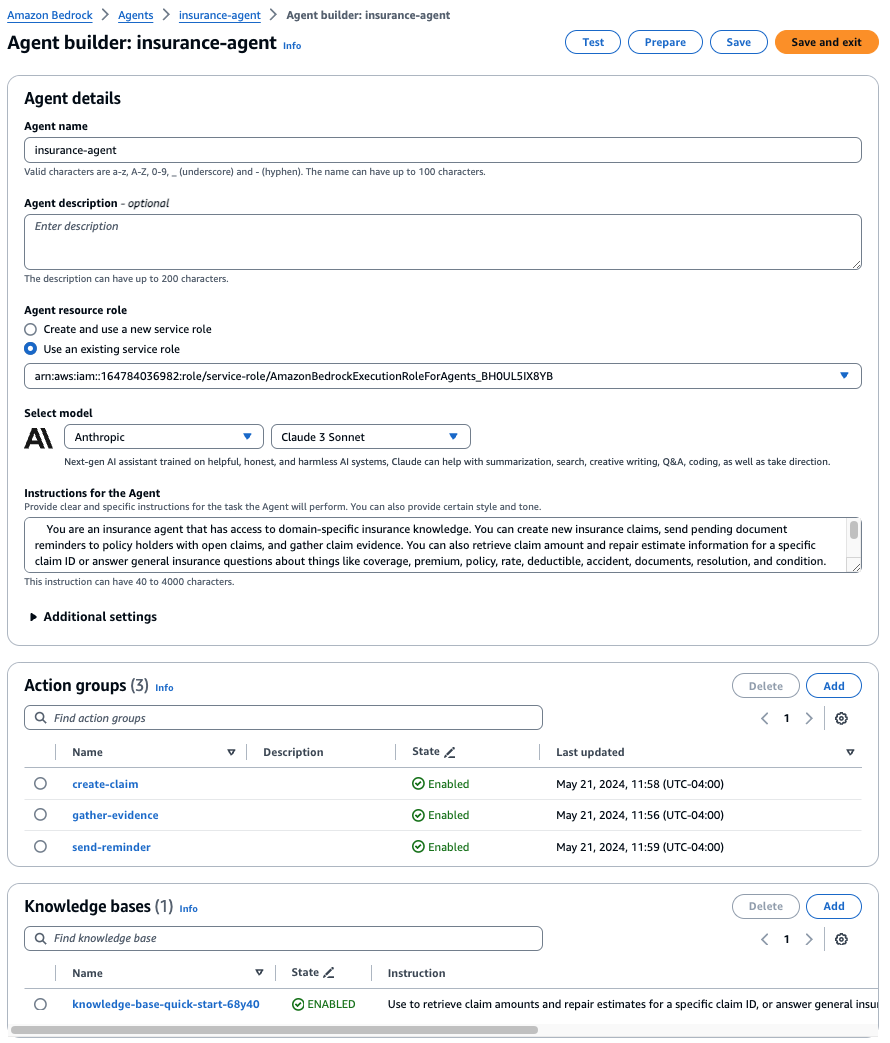 Amazon Bedrock > Agents > insurance-agent > Agent builder: insurance-agent
Agent builder: insurance-agent Info Test Prepare Save Save and exit
Agent details
Agent name
insurance-agent
Valid characters are a-z, A-Z, 0-9, _ (underscore) and - (hyphen). The name can have up to 100 characters.
Agent description - optional
Enter description
The description can have up to 200 characters.
Agent resource role
Create and use a new service role
Use an existing service role
arn:aws:iam::164784036982:role/service-role/AmazonBedrockExecutionRoleForAgents_BH0UL5IX8YB
Select model
Anthropic Claude 3 Sonnet
Next-gen AI assistant trained on helpful, honest, and harmless AI systems, Claude can help with summarization, search, creative writing, Q&A, coding, as well as take direction.
Instructions for the Agent
Provide clear and specific instructions for the task the Agent will perform. You can also provide certain style and tone.
You are an insurance agent that has access to domain-specific insurance knowledge. You can create new insurance claims, send pending document
reminders to policy holders with open claims, and gather claim evidence. You can also retrieve claim amount and repair estimate information for a specific
claim ID or answer general insurance questions about things like coverage, premium, policy, rate, deductible, accident, documents, resolution, and condition.
This instruction can have 40 to 4000 characters.
Additional settings
Action groups (3) Info Delete Add
Find action groups 1
Name Description State Last updated
create-claim Enabled May 21, 2024, 11:58 (UTC-04:00)
gather-evidence Enabled May 21, 2024, 11:56 (UTC-04:00)
send-reminder Enabled May 21, 2024, 11:59 (UTC-04:00)
Knowledge bases (1) Info Delete Add
Find knowledge base 1
Name State Instruction
knowledge-base-quick-start-68y40 ENABLED Use to retrieve claim amounts and repair estimates for a specific claim ID, or answer general insu